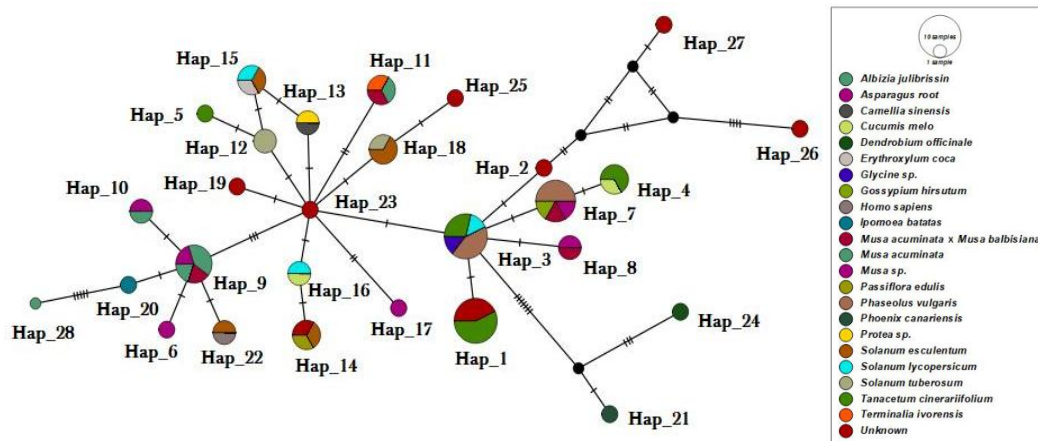 Hap_27
Hap_15
Hap_11
Hap_13
Hap_25
Hap_5
Hap_12
Hap_18
Hap_26
Hap_2
Hap_10
Hap_19
Hap_4
Hap_23
Hap_7
Hap_3
Hap_8
Hap_9
Hap_16
Hap_20
Hap_17
Hap_28
Hap_24
Hap_6
Hap_22
Hap_14
Hap_1
Hap_21
10 samples
1 sample
Albizia julibrissin
Asparagus root
Camellia sinensis
Cucumis melo
Dendrobium officinale
Erythroxylum coca
Glycine sp.
Gossypium hirsutum
Homo sapiens
Ipomoea batatas
Musa acuminata x Musa balbisiana
Musa acuminata
Musa sp.
Passiflora edulis
Phaseolus vulgaris
Phoenix canariensis
Protea sp.
Solanum esculentum
Solanum lycopersicum
Solanum tuberosum
Tanacetum cinerariifolium
Terminalia ivorensis
Unknown